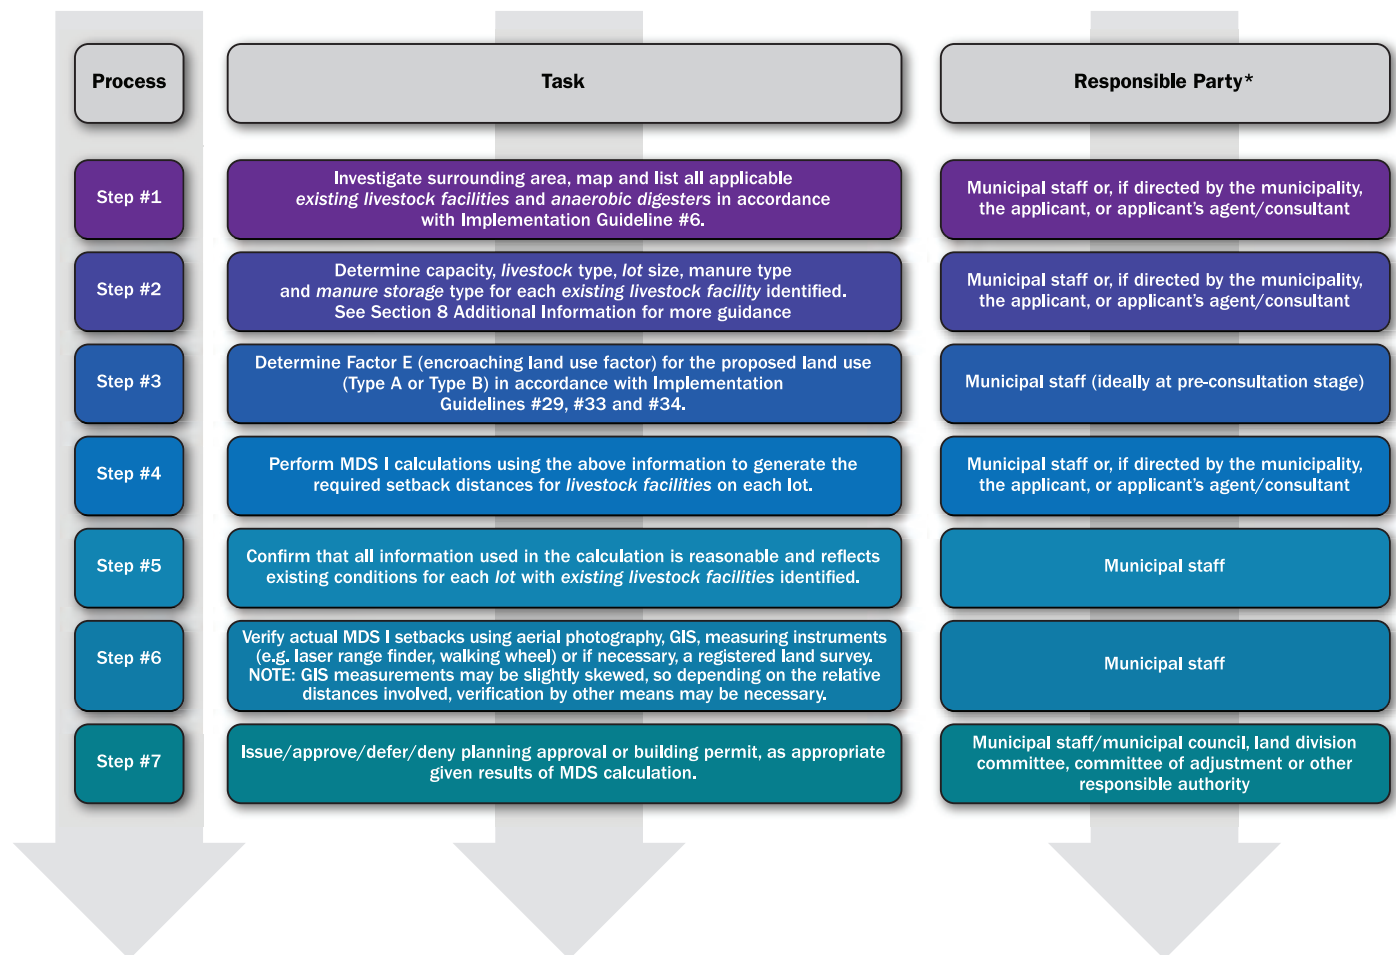 Process
Task
Responsible Party*
Step #1
Investigate surrounding area, map and list all applicable
existing livestock facilities and anaerobic digesters in accordance
with Implementation Guideline #6.
Municipal staff or, if directed by the municipality,
the applicant, or applicant's agent/consultant
Step #2
Determine capacity, livestock type, lot size, manure type
and manure storage type for each existing livestock facility identified.
See Section 8 Additional Information for more guidance
Municipal staff or, if directed by the municipality,
the applicant, or applicant's agent/consultant
Step #3
Determine Factor E (encroaching land use factor) for the proposed land use
(Type A or Type B) in accordance with Implementation
Guidelines #29, #33 and #34.
Municipal staff (ideally at pre-consultation stage)
Step #4
Perform MDS I calculations using the above information to generate the
required setback distances for livestock facilities on each lot.
Municipal staff or, if directed by the municipality,
the applicant, or applicant's agent/consultant
Step #5
Confirm that all information used in the calculation is reasonable and reflects
existing conditions for each lot with existing livestock facilities identified.
Municipal staff
Step #6
Verify actual MDS I setbacks using aerial photography, GIS, measuring instruments
(e.g. laser range finder, walking wheel) or if necessary, a registered land survey.
NOTE: GIS measurements may be slightly skewed, so depending on the relative
distances involved, verification by other means may be necessary.
Municipal staff
Step #7
Issue/approve/defer/deny planning approval or building permit, as appropriate
given results of MDS calculation.
Municipal staff/municipal council, land division
committee, committee of adjustment or other
responsible authority